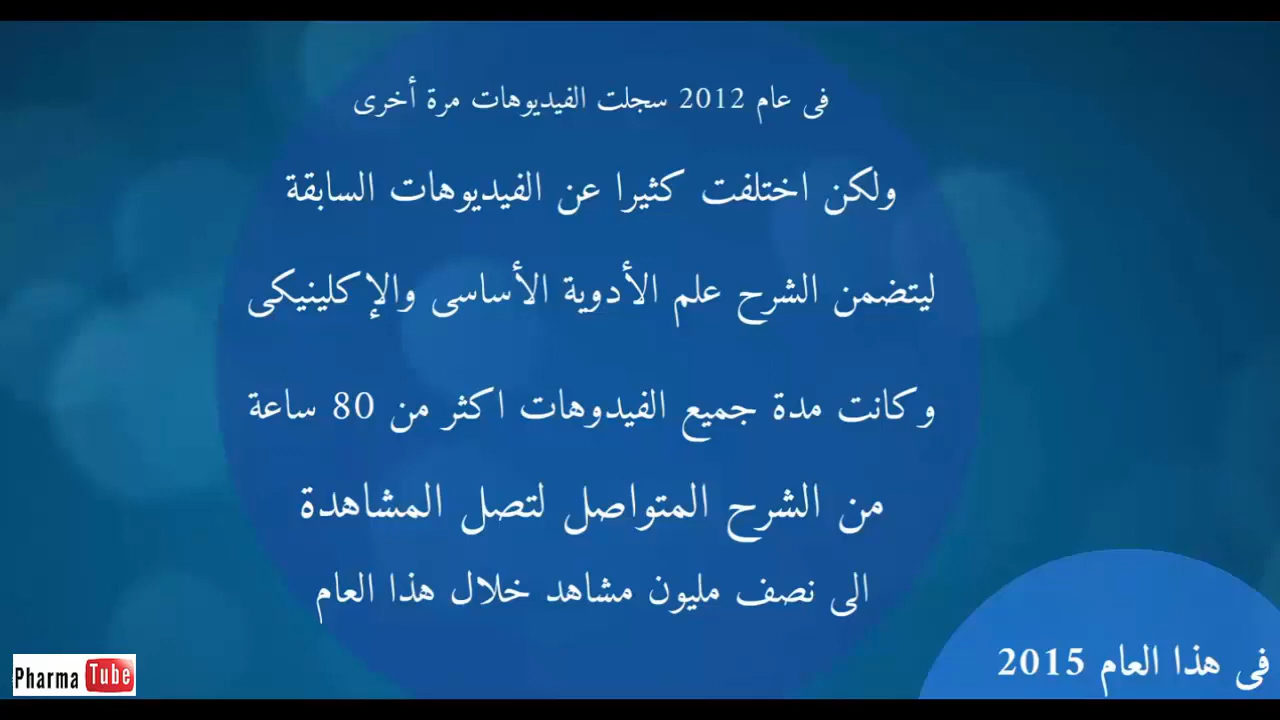 فى عام 2012 سجلت الفيديوهات مرة أخرى
ولكن اختلفت كثيرا عن الفيديوهات السابقة
ليتضمن الشرح علم الأدوية الأساسى والإكلينيكى
وكانت مدة جميع الفيدوهات اكثر من 80 ساعة
من الشرح المتواصل لتصل المشاهدة
الى نصف مليون مشاهد خلال هذا العام
فى هذا العام 2015
Pharma Tube